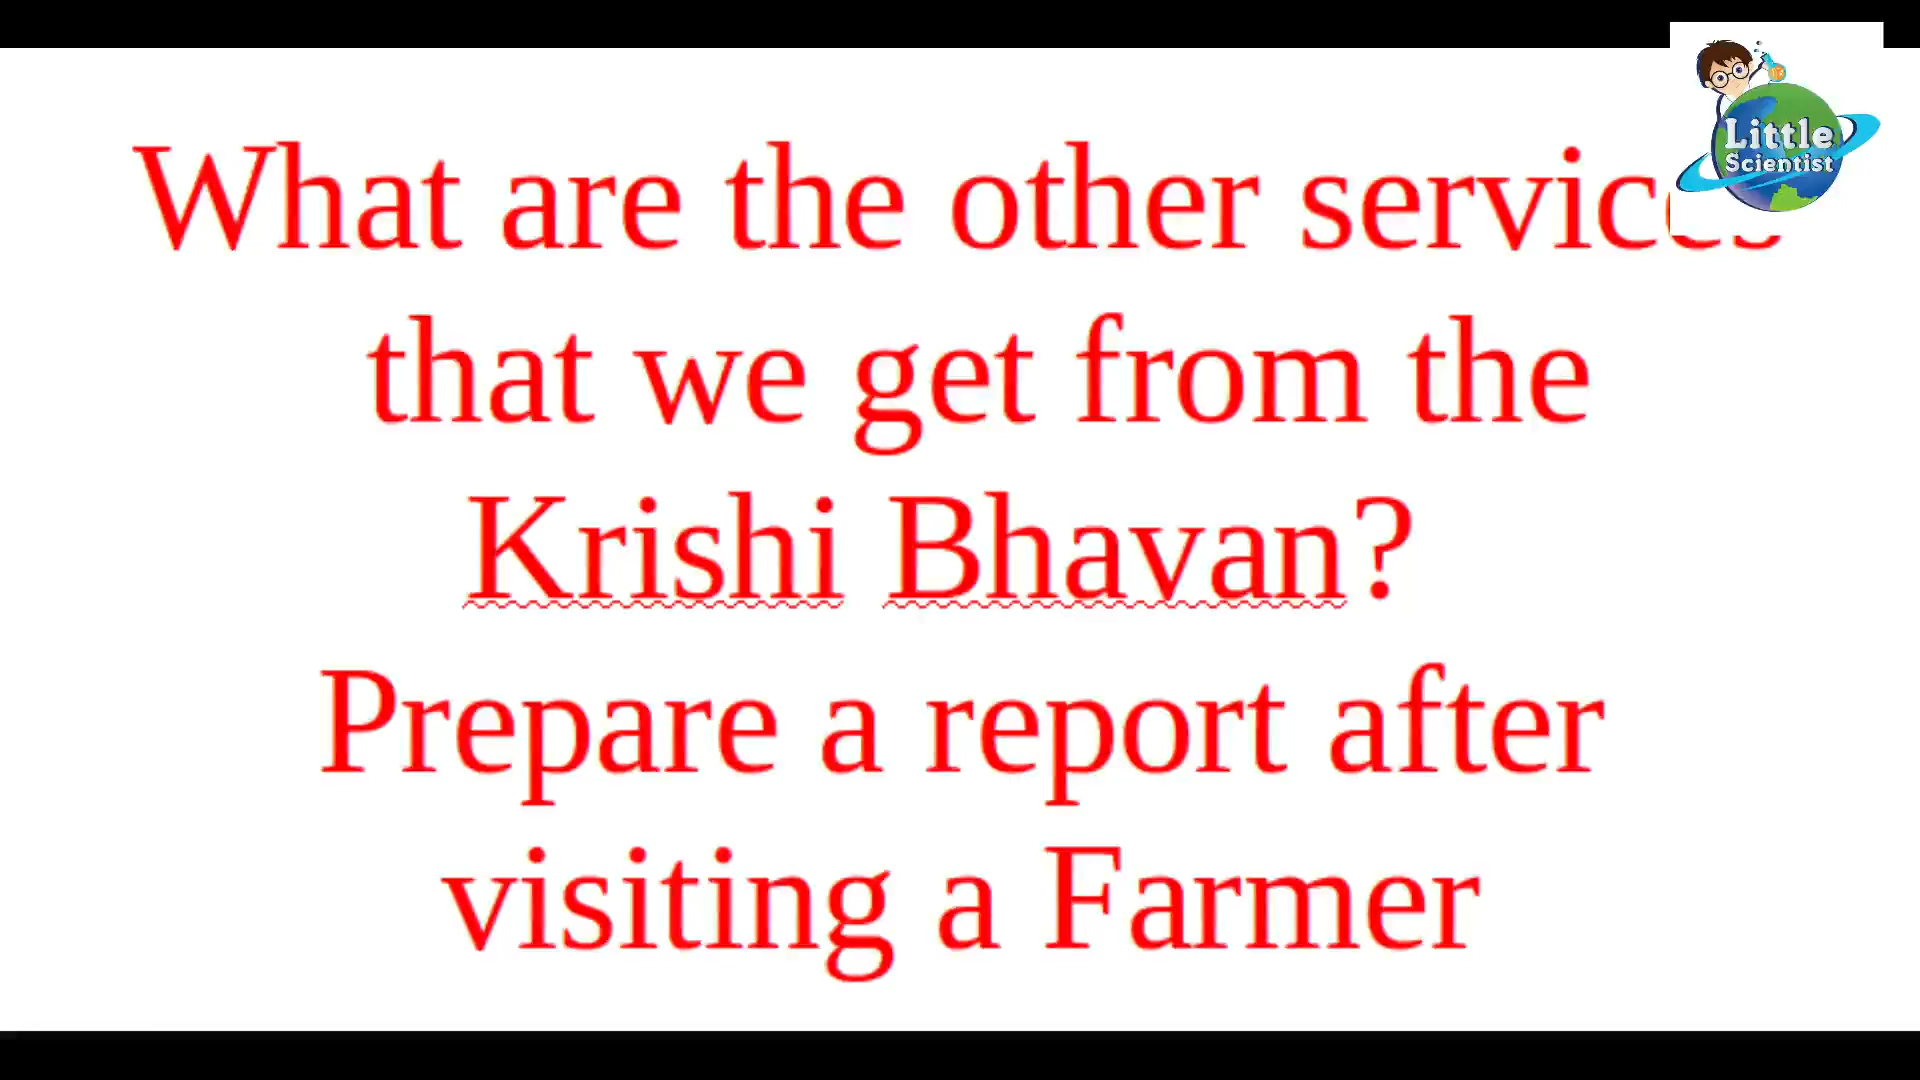 Little
Scientist
What are the other services
that we get from the
Krishi Bhavan?
Prepare a report after
visiting a Farmer